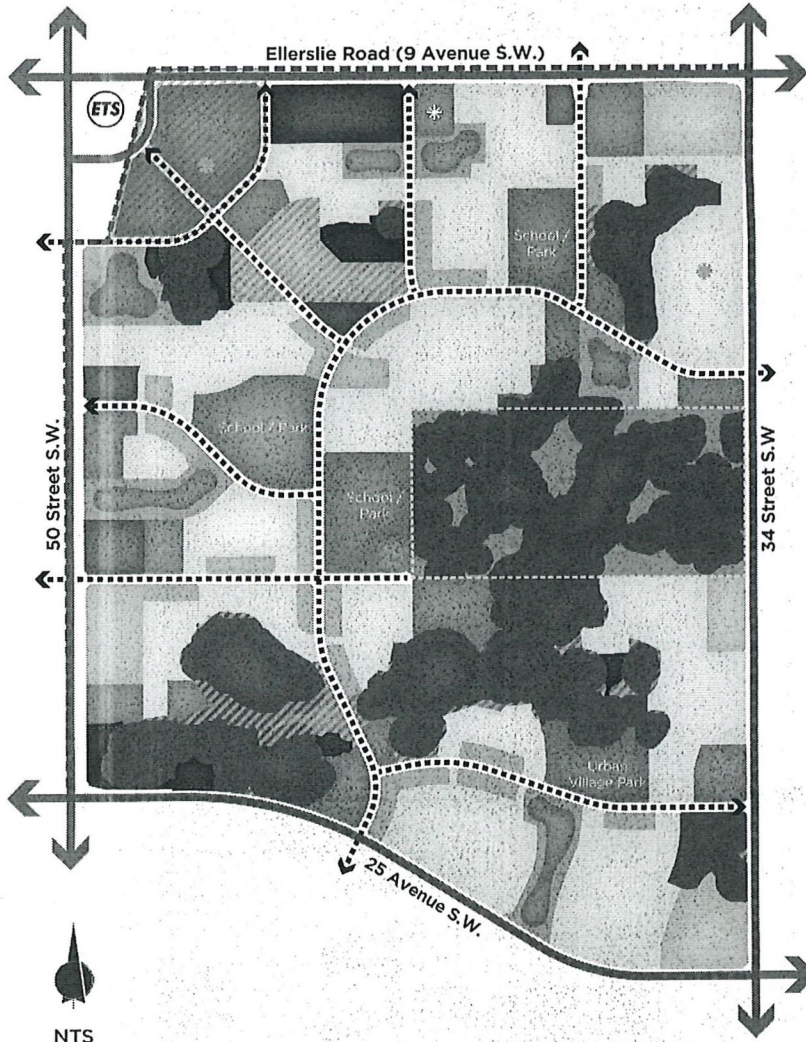 Ellerslie Road (9 Avenue S.W.)
ETS
School /
Park
50 Street S.W.
34 Street S.W
School / Park
School /
Park
Urban
Village Park
25 Avenue S.W.
NTS